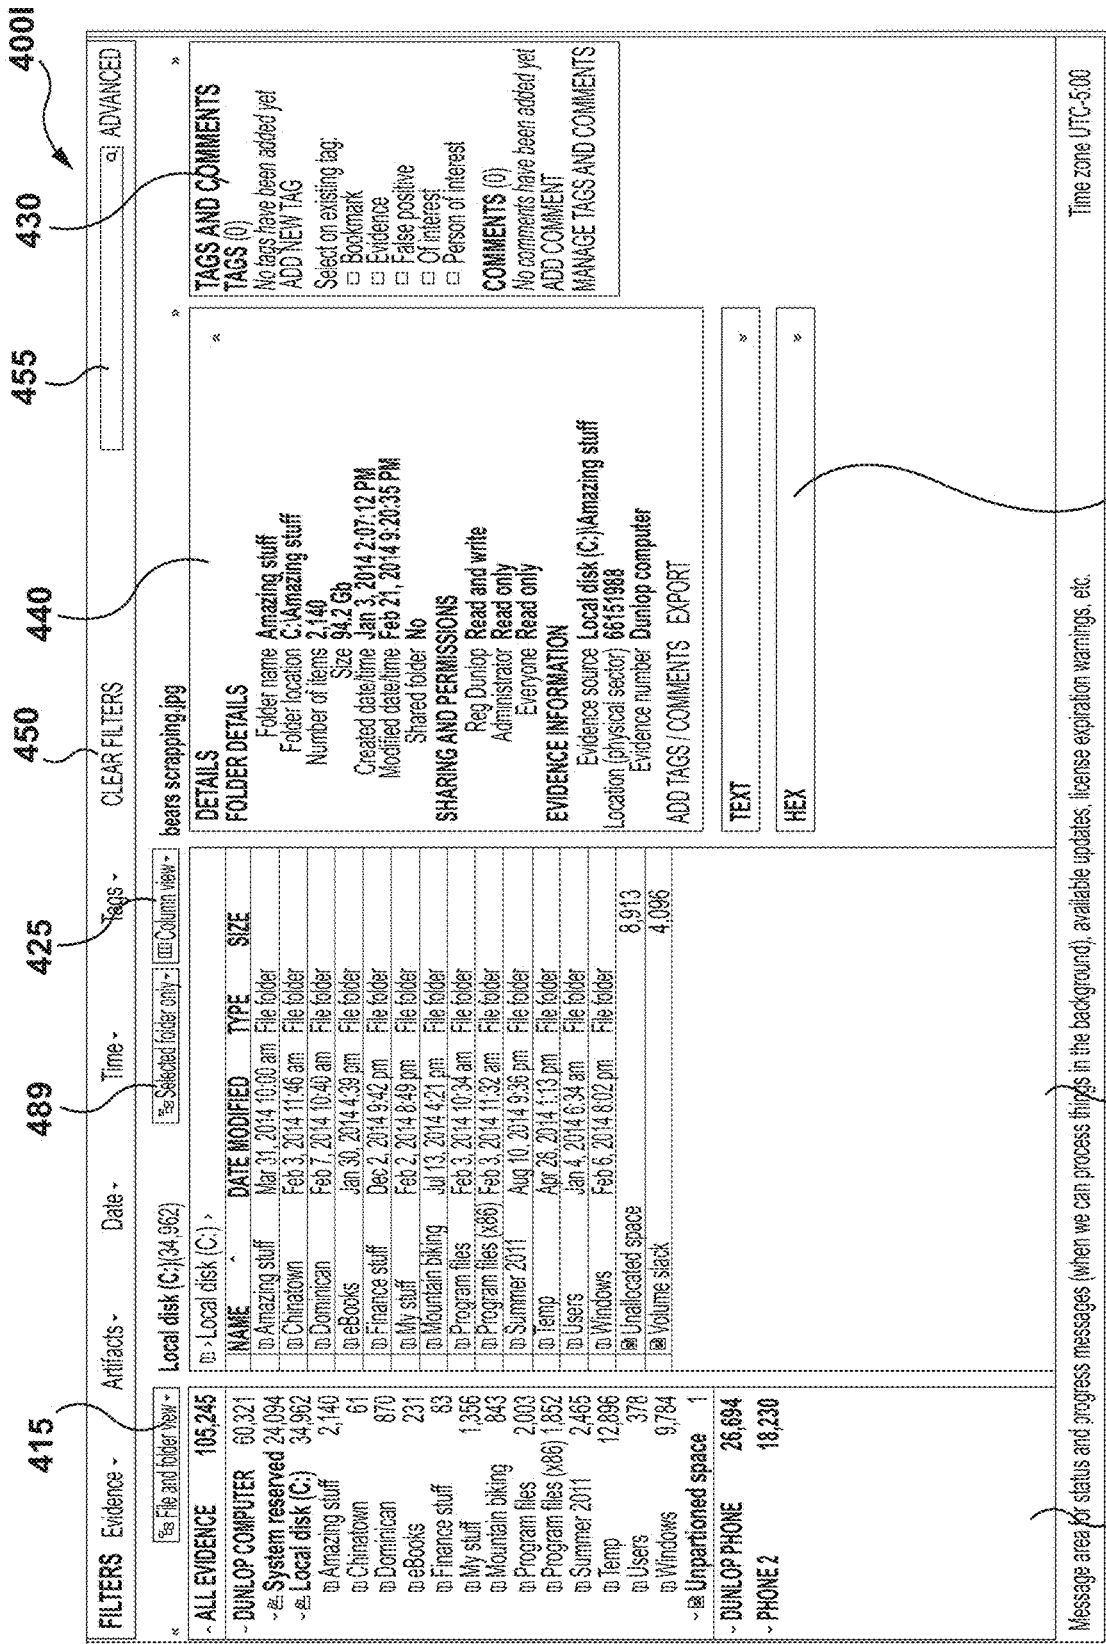 400I
415
489
425
450
440
455
430
FILTERS Evidence Artifacts Date Time Tags CLEAR FILTERS ADVANCED
«
File and folder view
ALL EVIDENCE 105,245
DUNLOP COMPUTER 60,321
System reserved 24,094
Local disk (C:) 34,962
Amazing stuff 2,140
Chinatown 61
Dominican 870
eBooks 231
Finance stuff 83
My stuff 1,356
Mountain biking 843
Program files 2,003
Program files (x86) 1,852
Summer 2011 2,465
Temp 12,896
Users 378
Windows 9,784
Unpartioned space 1
DUNLOP PHONE 26,694
PHONE 2 18,230
Local disk (C:)(34,962)
Selected folder only
Column view
> Local disk (C:) >
NAME ^ DATE MODIFIED TYPE SIZE
Amazing stuff Mar 31, 2014 10:00 am File folder
Chinatown Feb 3, 2014 11:46 am File folder
Dominican Feb 7, 2014 10:40 am File folder
eBooks Jan 30, 2014 4:39 pm File folder
Finance stuff Dec 2, 2014 9:42 pm File folder
My stuff Feb 2, 2014 8:49 pm File folder
Mountain biking Jul 13, 2014 4:21 pm File folder
Program files Feb 3, 2014 10:34 am File folder
Program files (x86) Feb 3, 2014 11:32 am File folder
Summer 2011 Aug 10, 2014 9:36 pm File folder
Temp Apr 26, 2014 1:13 pm File folder
Users Jan 4, 2014 6:34 am File folder
Windows Feb 6, 2014 8:02 pm File folder
Unallocated space 8,913
Volume slack 4,096
bears scrapping.jpg »
DETAILS «
FOLDER DETAILS
Folder name Amazing stuff
Folder location C:\Amazing stuff
Number of items 2,140
Size 94.2 Gb
Created date/time Jan 3, 2014 2:07:12 PM
Modified date/time Feb 21, 2014 9:20:35 PM
Shared folder No
SHARING AND PERMISSIONS
Reg Dunlop Read and write
Administrator Read only
Everyone Read only
EVIDENCE INFORMATION
Evidence source Local disk (C:)\Amazing stuff
Location (physical sector) 66151988
Evidence number Dunlop computer
ADD TAGS / COMMENTS EXPORT
TEXT »
HEX »
»
TAGS AND COMMENTS
TAGS (0)
No tags have been added yet
ADD NEW TAG
Select on existing tag:
Bookmark
Evidence
False positive
Of interest
Person of interest
COMMENTS (0)
No comments have been added yet
ADD COMMENT
MANAGE TAGS AND COMMENTS
Message area for status and progress messages (when we can process things in the background), available updates, license expiration warnings, etc. Time zone UTC-5:00